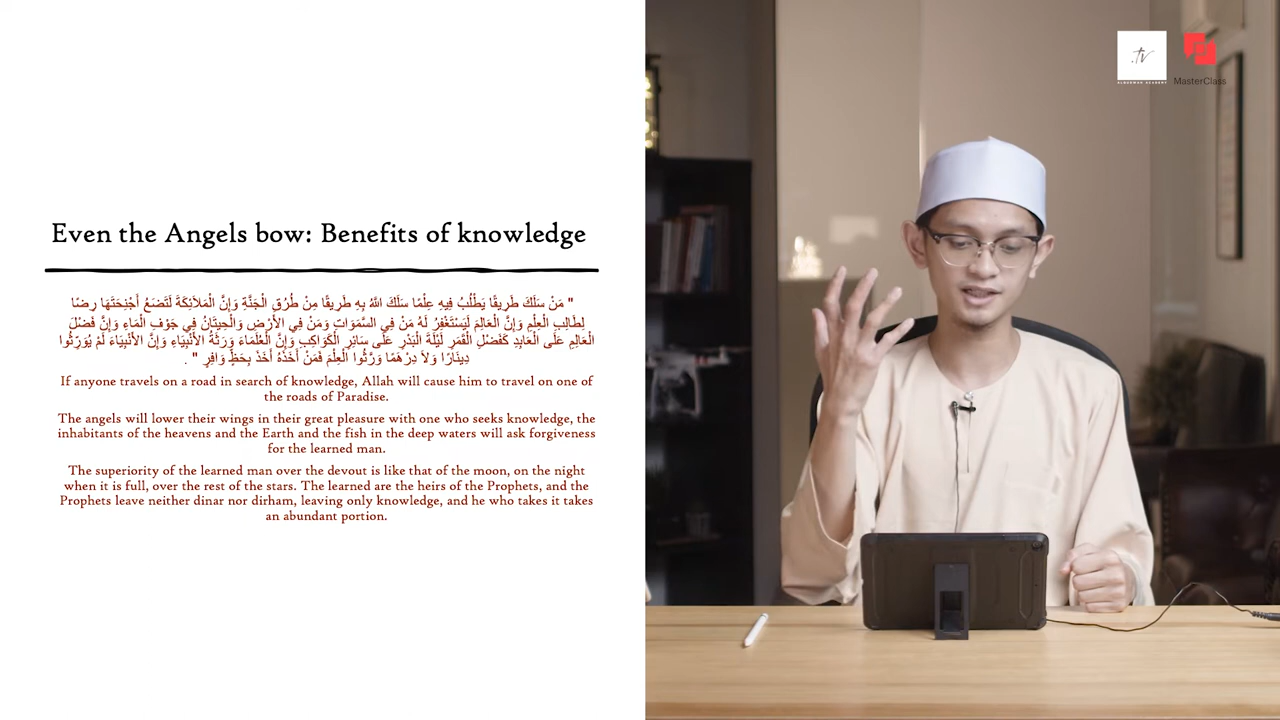 Even the Angels bow: Benefits of knowledge
" مَنْ سَلَكَ طَرِيقًا يَطْلُبُ فِيهِ عِلْمًا سَلَكَ اللَّهُ بِهِ طَرِيقًا مِنْ طُرُقِ الْجَنَّةِ وَإِنَّ الْمَلاَئِكَةَ لَتَضَعُ أَجْنِحَتَهَا رِضًا
لِطَالِبِ الْعِلْمِ وَإِنَّ الْعَالِمَ لَيَسْتَغْفِرُ لَهُ مَنْ فِي السَّمَوَاتِ وَمَنْ فِي الأَرْضِ وَالْحِيتَانُ فِي جَوْفِ الْمَاءِ وَإِنَّ فَضْلَ
الْعَالِمِ عَلَى الْعَابِدِ كَفَضْلِ الْقَمَرِ لَيْلَةَ الْبَدْرِ عَلَى سَائِرِ الْكَوَاكِبِ وَإِنَّ الْعُلَمَاءَ وَرَثَةُ الأَنْبِيَاءِ وَإِنَّ الأَنْبِيَاءَ لَمْ يُوَرِّثُوا
دِينَارًا وَلاَ دِرْهَمًا وَرَّثُوا الْعِلْمَ فَمَنْ أَخَذَهُ أَخَذَ بِحَظٍّ وَافِرٍ " .
If anyone travels on a road in search of knowledge, Allah will cause him to travel on one of
the roads of Paradise.
The angels will lower their wings in their great pleasure with one who seeks knowledge, the
inhabitants of the heavens and the Earth and the fish in the deep waters will ask forgiveness
for the learned man.
The superiority of the learned man over the devout is like that of the moon, on the night
when it is full, over the rest of the stars. The learned are the heirs of the Prophets, and the
Prophets leave neither dinar nor dirham, leaving only knowledge, and he who takes it takes
an abundant portion.
.tv
MasterClass